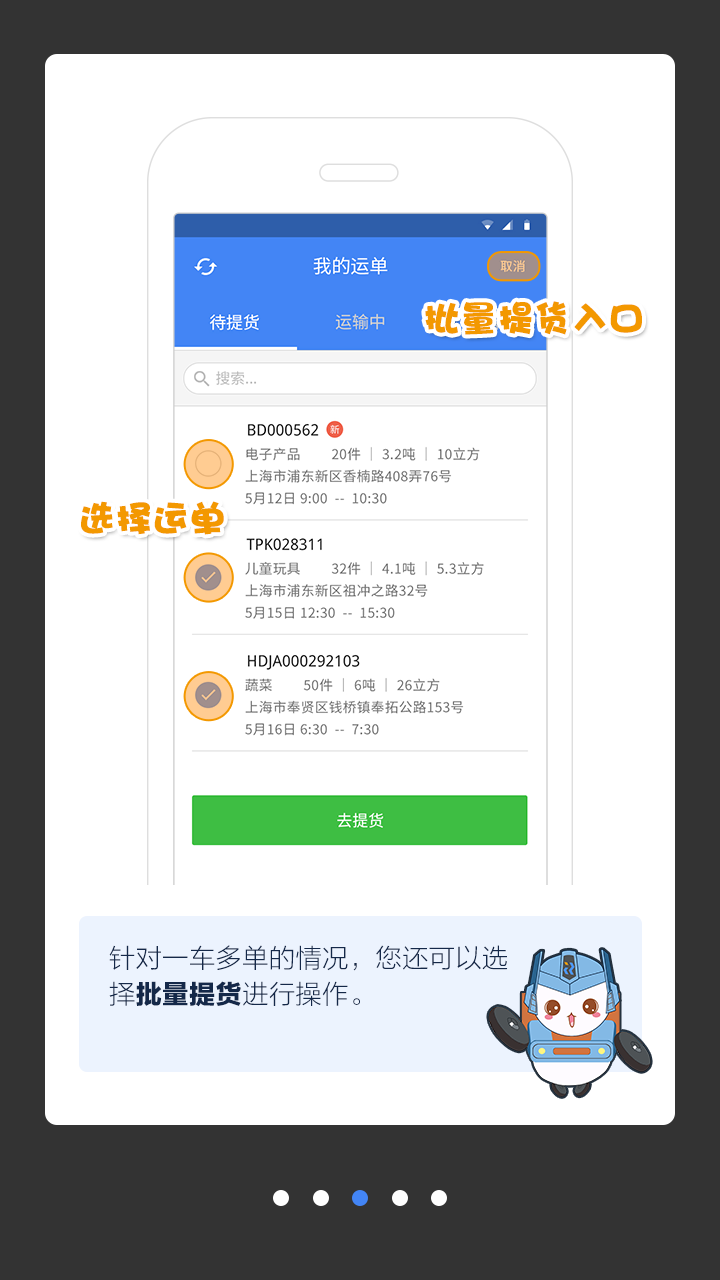 我的运单
取消
待提货
运输中
批量提货入口
搜索...
BD000562 新
电子产品 20件 | 3.2吨 | 10立方
上海市浦东新区香楠路408弄76号
5月12日 9:00 -- 10:30
选择运单
TPK028311
儿童玩具 32件 | 4.1吨 | 5.3立方
上海市浦东新区祖冲之路32号
5月15日 12:30 -- 15:30
HDJA000292103
蔬菜 50件 | 6吨 | 26立方
上海市奉贤区钱桥镇奉拓公路153号
5月16日 6:30 -- 7:30
去提货
针对一车多单的情况，您还可以选
择批量提货进行操作。